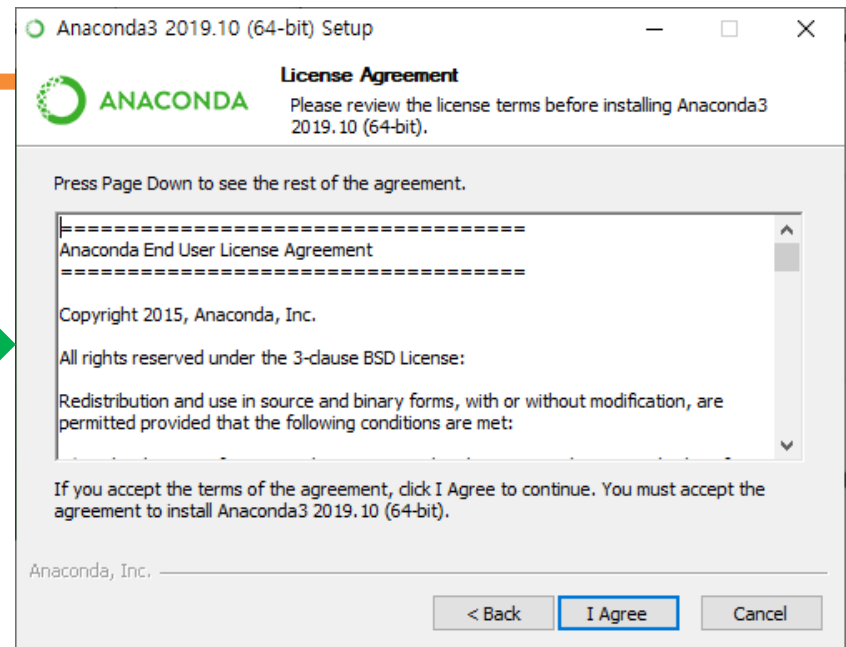 Anaconda3 2019.10 (64-bit) Setup
ANACONDA
License Agreement
Please review the license terms before installing Anaconda3
2019.10 (64-bit).
Press Page Down to see the rest of the agreement.
===================================
Anaconda End User License Agreement
===================================
Copyright 2015, Anaconda, Inc.
All rights reserved under the 3-clause BSD License:
Redistribution and use in source and binary forms, with or without modification, are
permitted provided that the following conditions are met:
If you accept the terms of the agreement, click I Agree to continue. You must accept the
agreement to install Anaconda3 2019.10 (64-bit).
Anaconda, Inc.
< Back
I Agree
Cancel